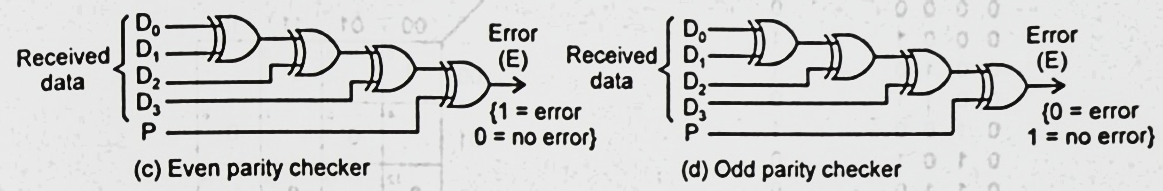 Received data
D₀
D₁
D₂
D₃
P
Error (E)
{1 = error
0 = no error}
(c) Even parity checker
Received data
D₀
D₁
D₂
D₃
P
Error (E)
{0 = error
1 = no error}
(d) Odd parity checker